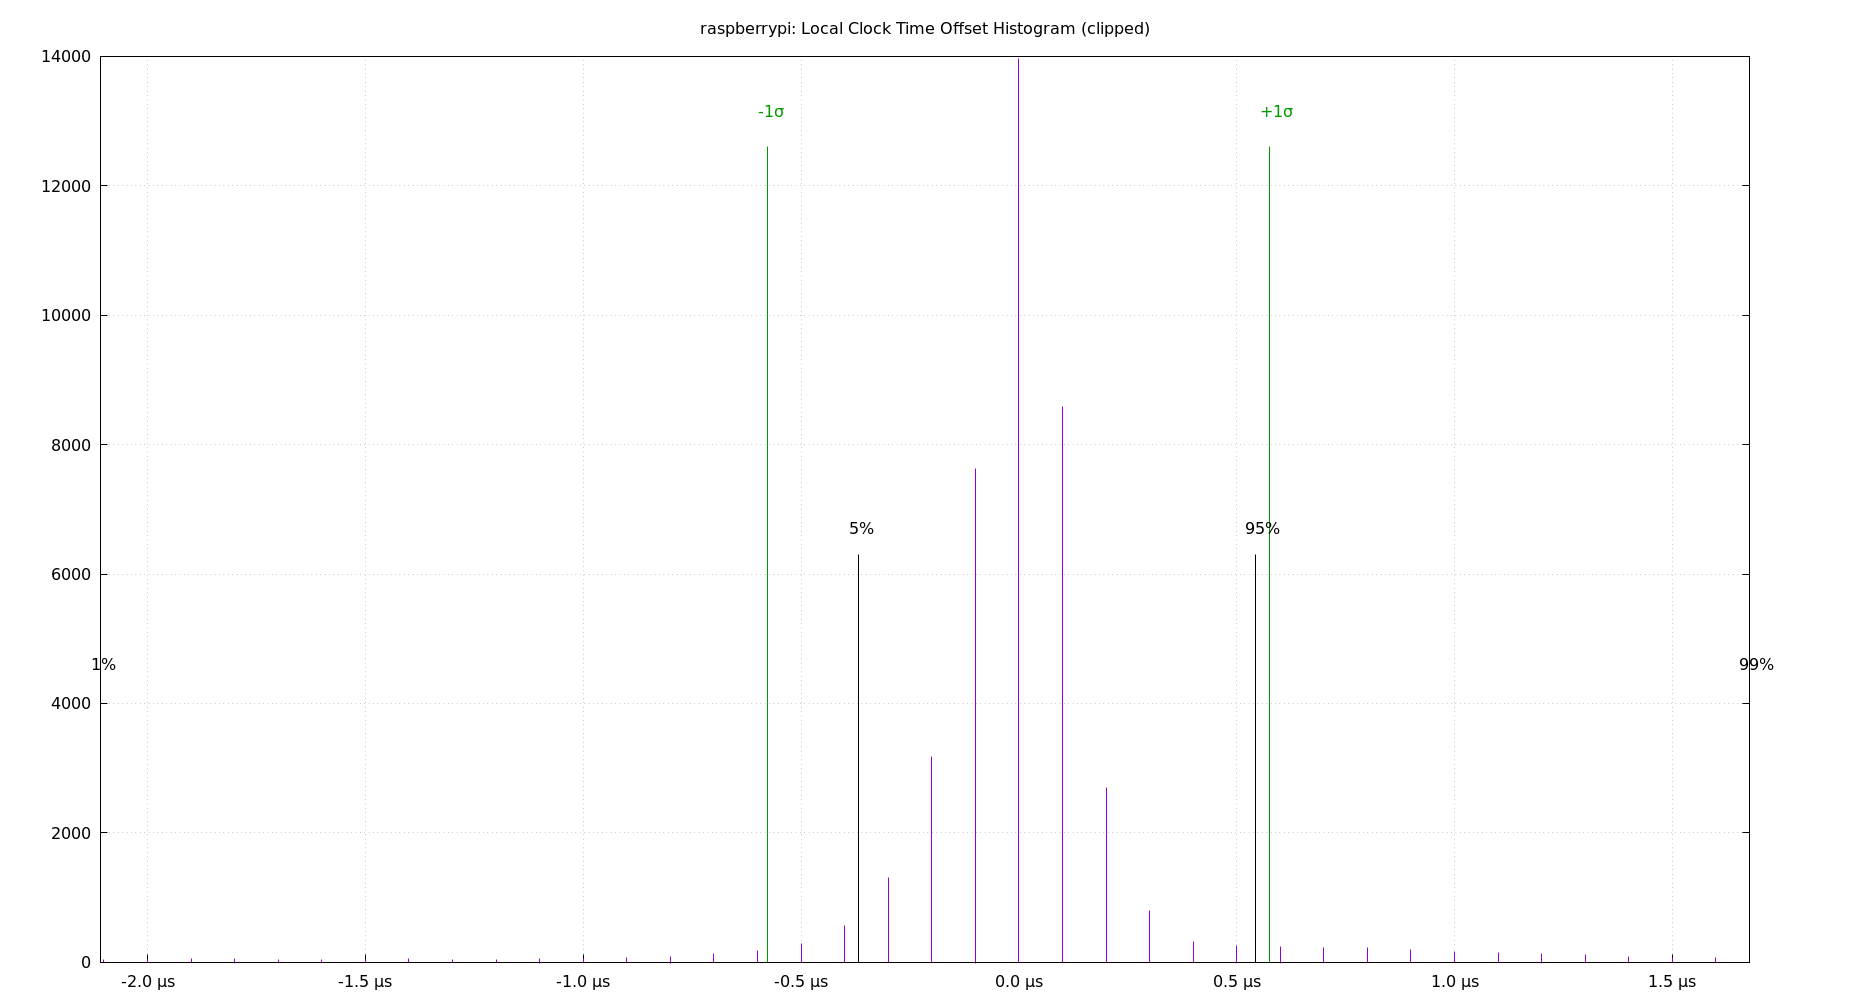 raspberrypi: Local Clock Time Offset Histogram (clipped)
14000
-1σ
+1σ
12000
10000
8000
5%
95%
6000
1%
99%
4000
2000
0
-2.0 µs
-1.5 µs
-1.0 µs
-0.5 µs
0.0 µs
0.5 µs
1.0 µs
1.5 µs